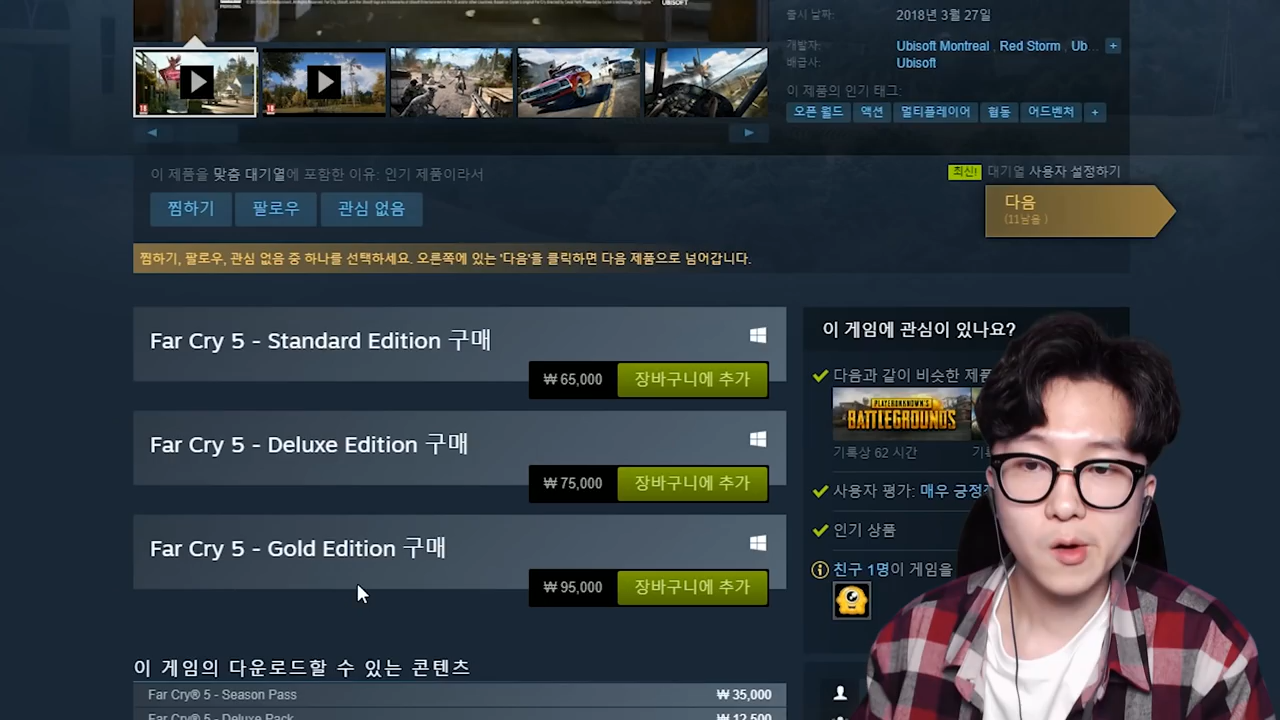 UBISOFT
출시 날짜: 2018년 3월 27일
개발자: Ubisoft Montreal, Red Storm, Ub... +
배급사: Ubisoft
이 제품의 인기 태그:
오픈 월드 액션 멀티플레이어 협동 어드벤처 +
이 제품을 맞춤 대기열에 포함한 이유: 인기 제품이라서
최신! 대기열 사용자 설정하기
찜하기 팔로우 관심 없음
다음
(11남음 )
찜하기, 팔로우, 관심 없음 중 하나를 선택하세요. 오른쪽에 있는 '다음'을 클릭하면 다음 제품으로 넘어갑니다.
Far Cry 5 - Standard Edition 구매
₩ 65,000 장바구니에 추가
Far Cry 5 - Deluxe Edition 구매
₩ 75,000 장바구니에 추가
Far Cry 5 - Gold Edition 구매
₩ 95,000 장바구니에 추가
이 게임의 다운로드할 수 있는 콘텐츠
Far Cry® 5 - Season Pass ₩ 35,000
Far Cry® 5 - Deluxe Pack ₩ 12,500
이 게임에 관심이 있나요?
다음과 같이 비슷한 제품
PLAYERUNKNOWN'S
BATTLEGROUNDS
기록상 62 시간
사용자 평가: 매우 긍정적
인기 상품
친구 1명이 게임을